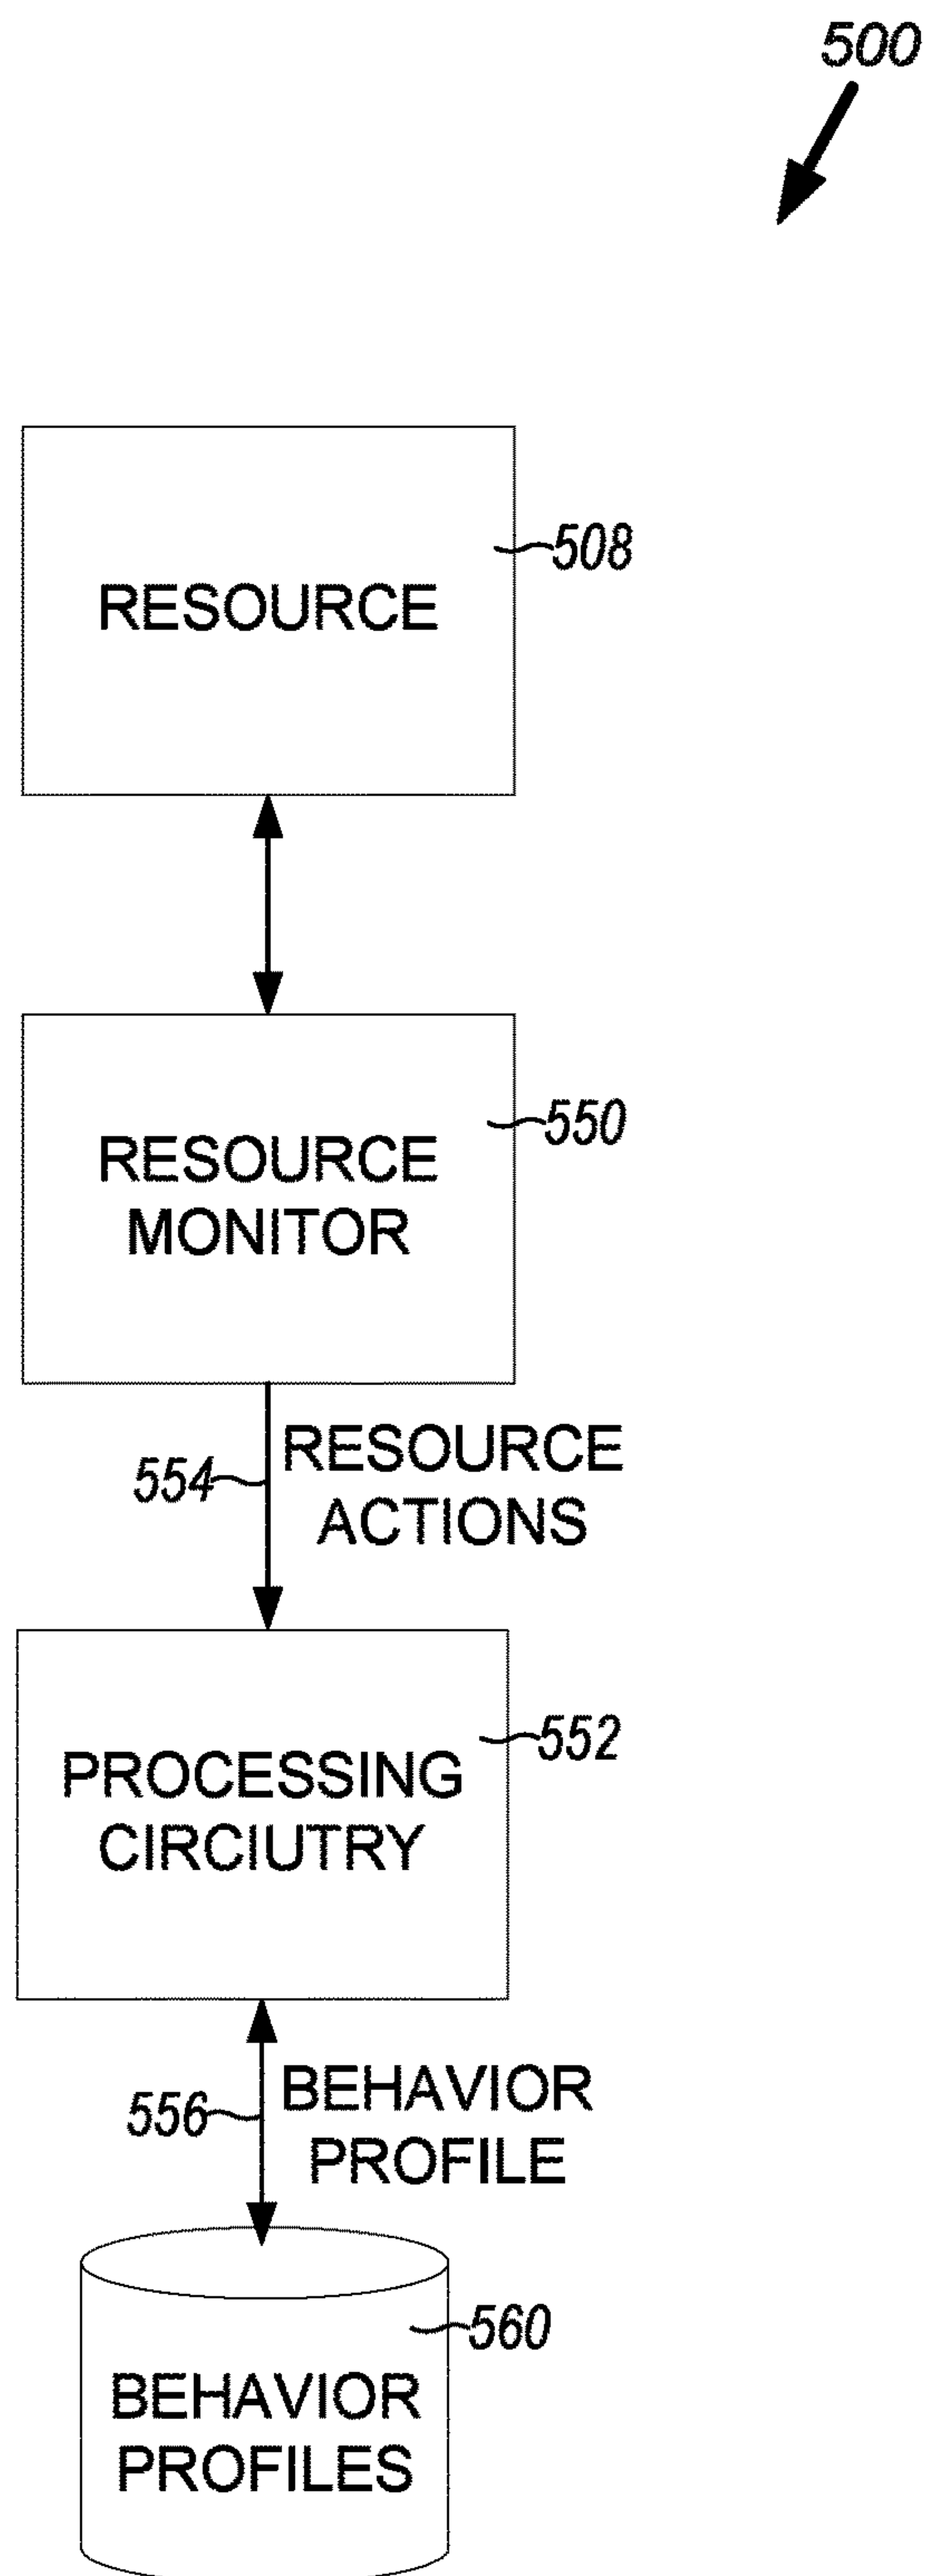 500
RESOURCE
508
RESOURCE
MONITOR
550
554
RESOURCE
ACTIONS
PROCESSING
CIRCIUTRY
552
556
BEHAVIOR
PROFILE
560
BEHAVIOR
PROFILES